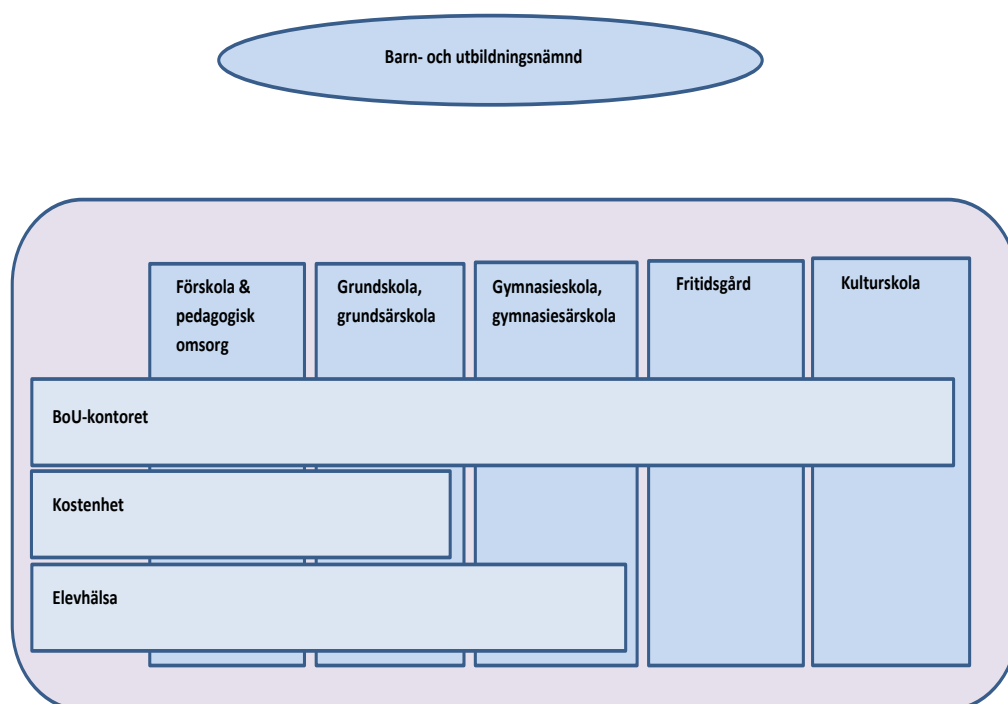 Barn- och utbildningsnämnd
Förskola &
pedagogisk
omsorg
Grundskola,
grundsärskola
Gymnasieskola,
gymnasiesärskola
Fritidsgård
Kulturskola
BoU-kontoret
Kostenhet
Elevhälsa